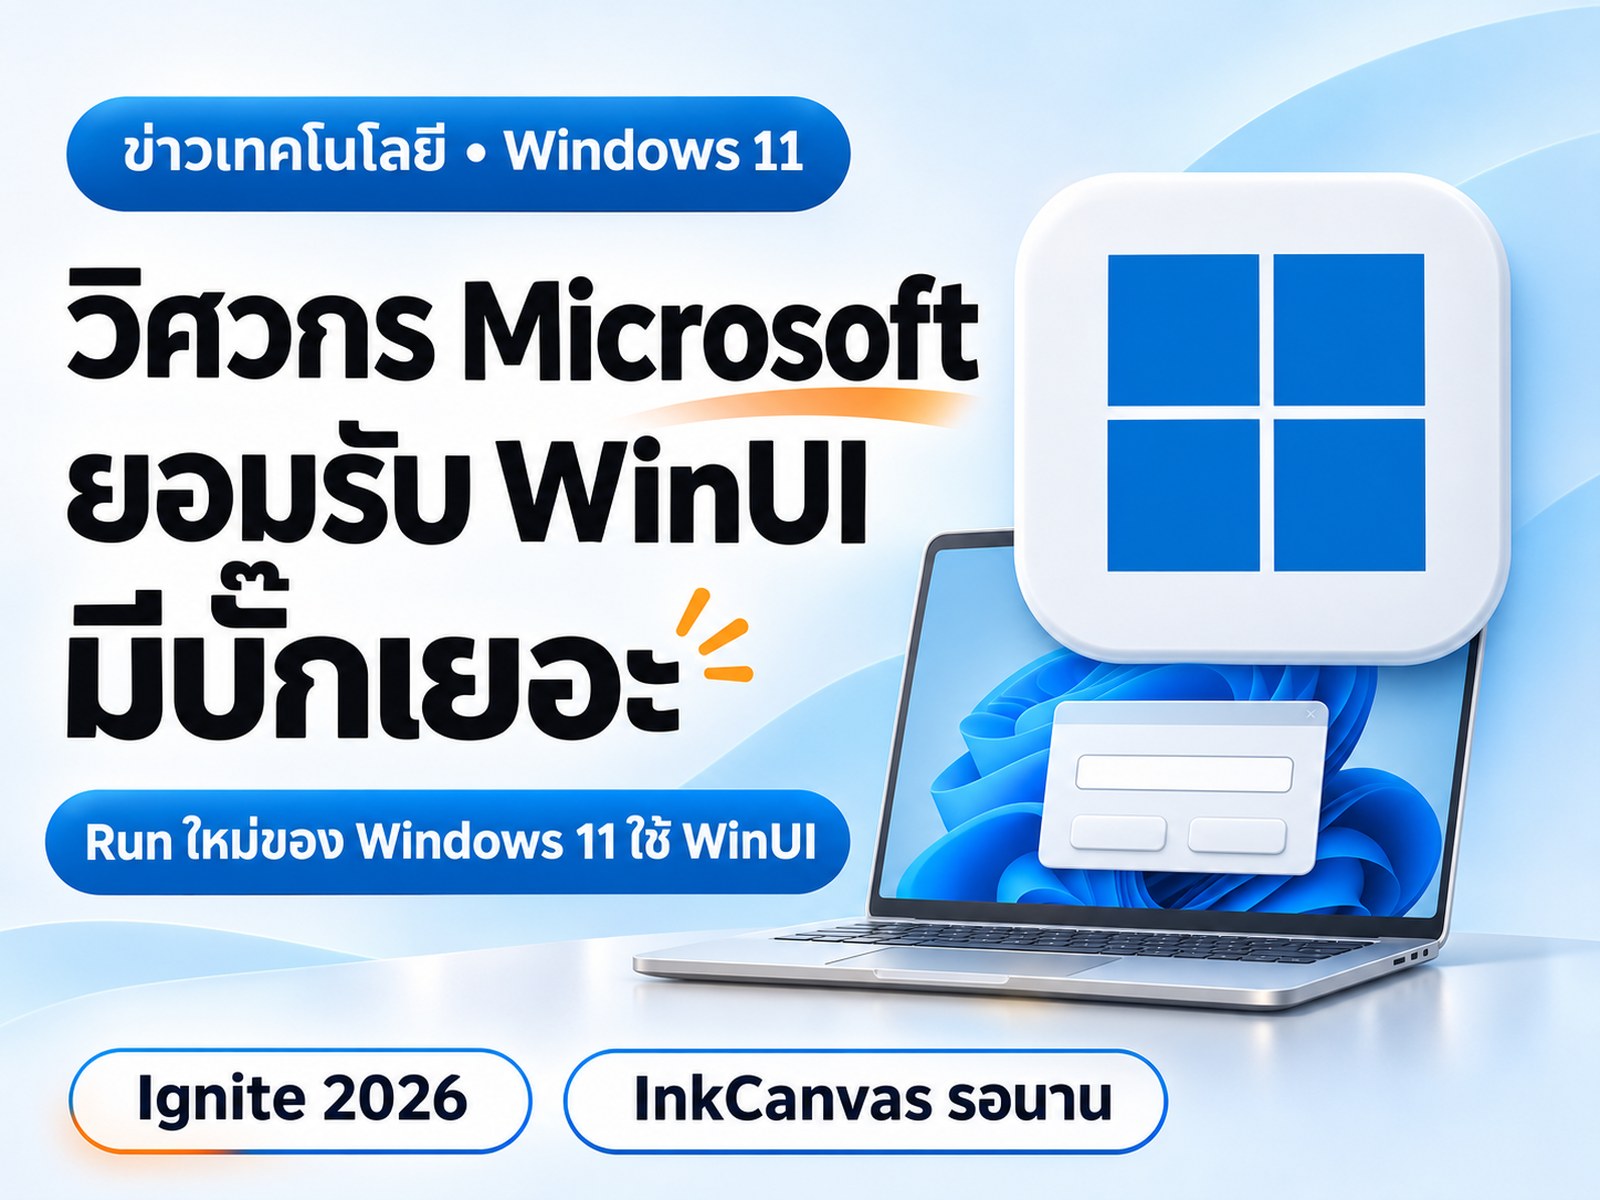 ข่าวเทคโนโลยี • Windows 11
วิศวกร Microsoft
ยอมรับ WinUI
มีบั๊กเยอะ
Run ใหม่ของ Windows 11 ใช้ WinUI
Ignite 2026
InkCanvas รอนาน